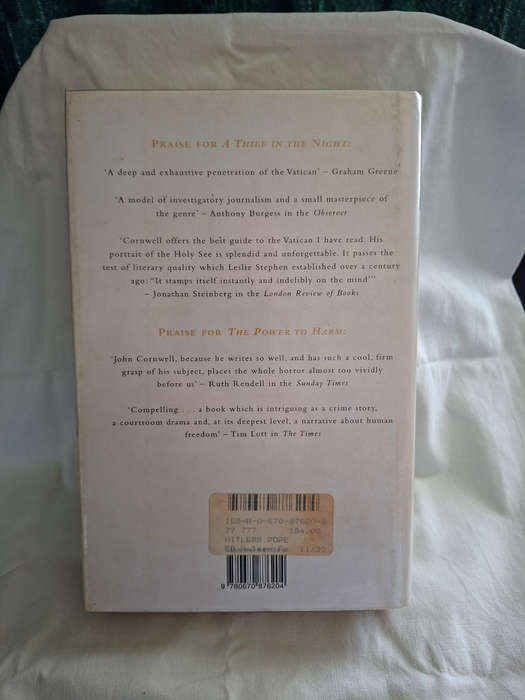 PRAISE FOR A THIEF IN THE NIGHT:
'A deep and exhaustive penetration of the Vatican' – Graham Greene
'A model of investigatory journalism and a small masterpiece of
the genre' – Anthony Burgess in the Observer
'Cornwell offers the best guide to the Vatican I have read. His
portrait of the Holy See is splendid and unforgettable. It passes the
test of literary quality which Leslie Stephen established over a century
ago: "It stamps itself instantly and indelibly on the mind"'
– Jonathan Steinberg in the London Review of Books
PRAISE FOR THE POWER TO HARM:
'John Cornwell, because he writes so well, and has such a cool, firm
grasp of his subject, places the whole horror almost too vividly
before us' – Ruth Rendell in the Sunday Times
'Compelling . . . a book which is intriguing as a crime story,
a courtroom drama and, at its deepest level, a narrative about human
freedom' – Tim Lott in The Times
77 777
HITLERS POPE
9 780670 876204